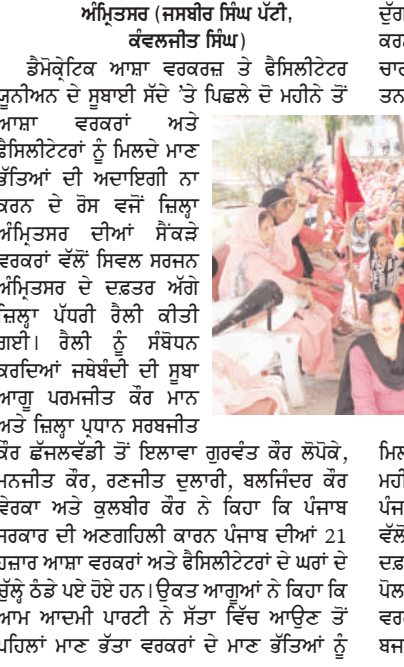 ਅੰਮ੍ਰਿਤਸਰ (ਜਸਬੀਰ ਸਿੰਘ ਪੱਟੀ,
ਕੰਵਲਜੀਤ ਸਿੰਘ)
ਡੈਮੋਕ੍ਰੇਟਿਕ ਆਸ਼ਾ ਵਰਕਰਜ਼ ਤੇ ਫੈਸਿਲੀਟੇਟਰ
ਯੂਨੀਅਨ ਦੇ ਸੂਬਾਈ ਸੱਦੇ 'ਤੇ ਪਿਛਲੇ ਦੋ ਮਹੀਨੇ ਤੋਂ
ਆਸ਼ਾ ਵਰਕਰਾਂ ਅਤੇ
ਫੈਸਿਲੀਟੇਟਰਾਂ ਨੂੰ ਮਿਲਦੇ ਮਾਣ
ਭੱਤਿਆਂ ਦੀ ਅਦਾਇਗੀ ਨਾ
ਕਰਨ ਦੇ ਰੋਸ ਵਜੋਂ ਜ਼ਿਲ੍ਹਾ
ਅੰਮ੍ਰਿਤਸਰ ਦੀਆਂ ਸੈਂਕੜੇ
ਵਰਕਰਾਂ ਵੱਲੋਂ ਸਿਵਲ ਸਰਜਨ
ਅੰਮ੍ਰਿਤਸਰ ਦੇ ਦਫ਼ਤਰ ਅੱਗੇ
ਜ਼ਿਲ੍ਹਾ ਪੱਧਰੀ ਰੈਲੀ ਕੀਤੀ
ਗਈ। ਰੈਲੀ ਨੂੰ ਸੰਬੋਧਨ
ਕਰਦਿਆਂ ਜਥੇਬੰਦੀ ਦੀ ਸੂਬਾ
ਆਗੂ ਪਰਮਜੀਤ ਕੌਰ ਮਾਨ
ਅਤੇ ਜ਼ਿਲ੍ਹਾ ਪ੍ਰਧਾਨ ਸਰਬਜੀਤ
ਕੌਰ ਛੱਜਲਵੱਡੀ ਤੋਂ ਇਲਾਵਾ ਗੁਰਵੰਤ ਕੌਰ ਲੋਪੋਕੇ,
ਮਨਜੀਤ ਕੌਰ, ਰਣਜੀਤ ਦੁਲਾਰੀ, ਬਲਜਿੰਦਰ ਕੌਰ
ਵੇਰਕਾ ਅਤੇ ਕੁਲਬੀਰ ਕੌਰ ਨੇ ਕਿਹਾ ਕਿ ਪੰਜਾਬ
ਸਰਕਾਰ ਦੀ ਅਣਗਹਿਲੀ ਕਾਰਨ ਪੰਜਾਬ ਦੀਆਂ 21
ਹਜ਼ਾਰ ਆਸ਼ਾ ਵਰਕਰਾਂ ਅਤੇ ਫੈਸਿਲੀਟੇਟਰਾਂ ਦੇ ਘਰਾਂ ਦੇ
ਚੁੱਲ੍ਹੇ ਠੰਡੇ ਪਏ ਹੋਏ ਹਨ।ਉਕਤ ਆਗੂਆਂ ਨੇ ਕਿਹਾ ਕਿ
ਆਮ ਆਦਮੀ ਪਾਰਟੀ ਨੇ ਸੱਤਾ ਵਿੱਚ ਆਉਣ ਤੋਂ
ਪਹਿਲਾਂ ਮਾਣ ਭੱਤਾ ਵਰਕਰਾਂ ਦੇ ਮਾਣ ਭੱਤਿਆਂ ਨੂੰ